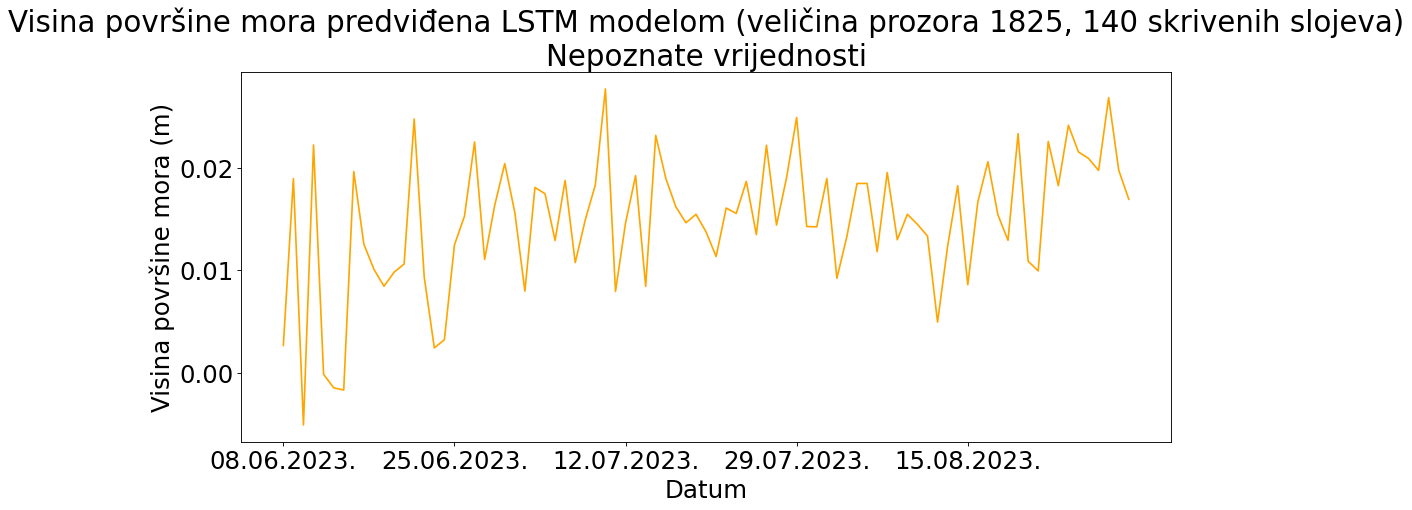 Visina površine mora predviđena LSTM modelom (veličina prozora 1825, 140 skrivenih slojeva)
Nepoznate vrijednosti
Visina površine mora (m)
0.02
0.01
0.00
08.06.2023. 25.06.2023. 12.07.2023. 29.07.2023. 15.08.2023.
Datum